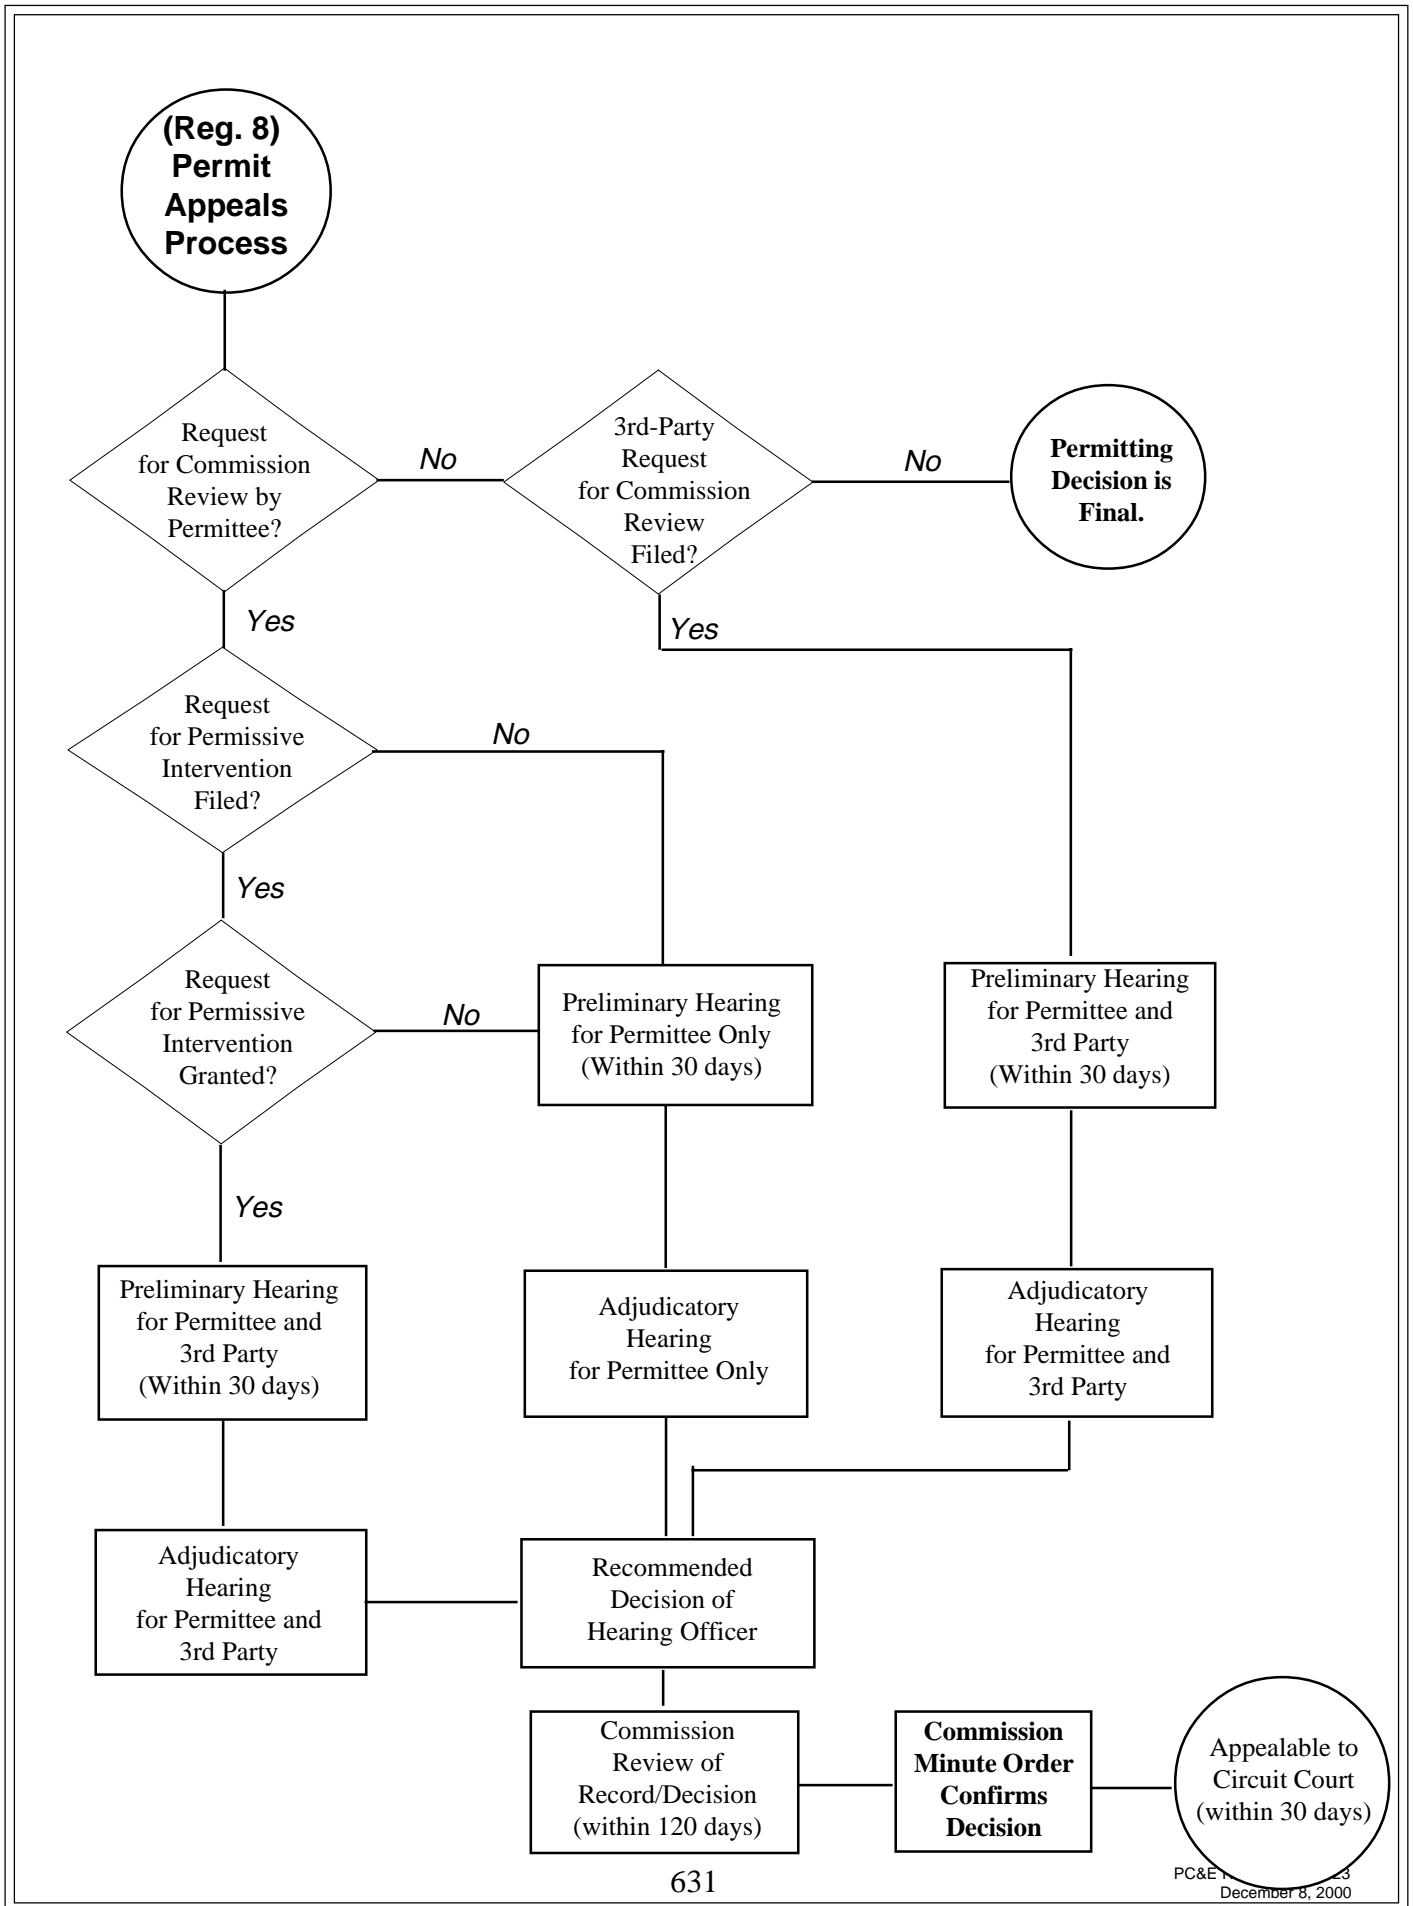 (Reg. 8)
Permit
Appeals
Process
Request
for Commission
Review by
Permittee?
No
3rd-Party
Request
for Commission
Review
Filed?
No
Permitting
Decision is
Final.
Yes
Yes
Request
for Permissive
Intervention
Filed?
No
Yes
Request
for Permissive
Intervention
Granted?
No
Preliminary Hearing
for Permittee Only
(Within 30 days)
Preliminary Hearing
for Permittee and
3rd Party
(Within 30 days)
Yes
Preliminary Hearing
for Permittee and
3rd Party
(Within 30 days)
Adjudicatory
Hearing
for Permittee Only
Adjudicatory
Hearing
for Permittee and
3rd Party
Adjudicatory
Hearing
for Permittee and
3rd Party
Recommended
Decision of
Hearing Officer
Commission
Review of
Record/Decision
(within 120 days)
Commission
Minute Order
Confirms
Decision
Appealable to
Circuit Court
(within 30 days)
631
PC&E
December 8, 2000